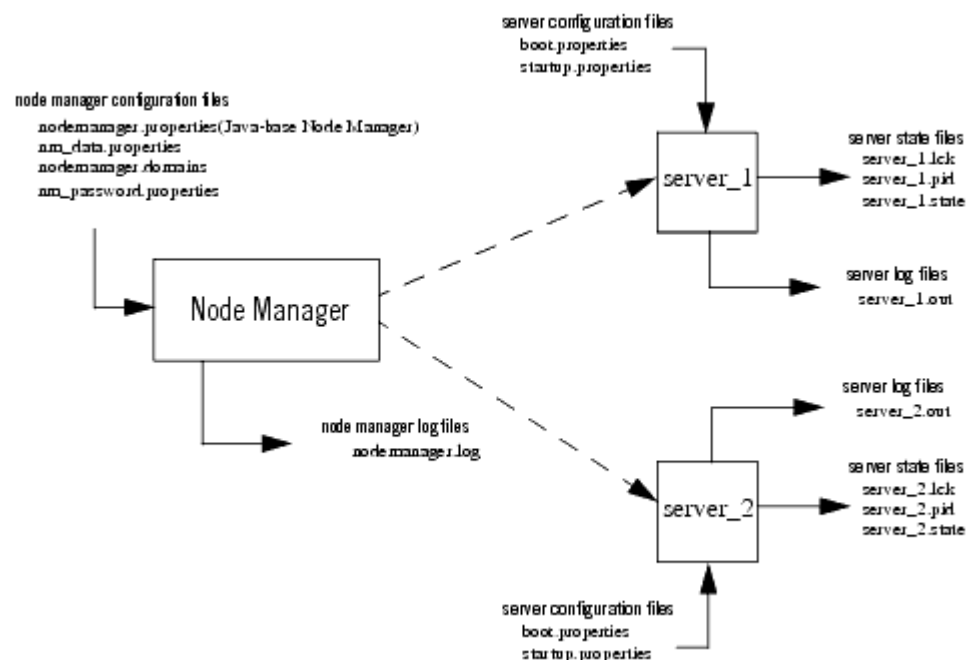 server configuration files
boot.properties
startup.properties
node manager configuration files
nodemanager.properties(Java-base Node Manager)
nm_data.properties
nodemanager.domains
nm_password.properties
server_1
server state files
server_1.lck
server_1.pid
server_1.state
server log files
server_1.out
Node Manager
node manager log files
nodemanager.log
server log files
server_2.out
server_2
server state files
server_2.lck
server_2.pid
server_2.state
server configuration files
boot.properties
startup.properties